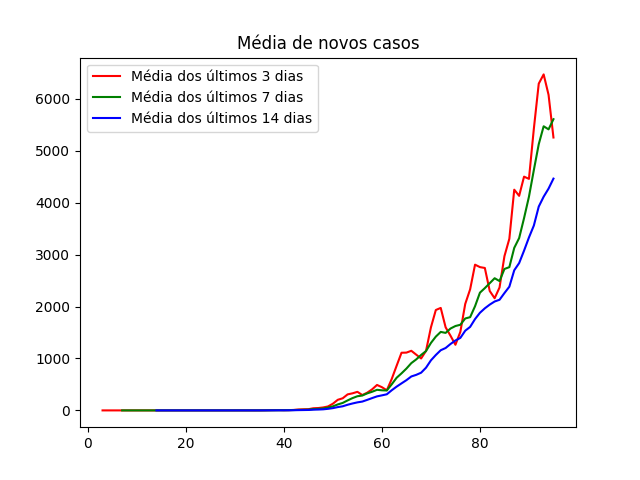 Média de novos casos
Média dos últimos 3 dias
Média dos últimos 7 dias
Média dos últimos 14 dias
6000
5000
4000
3000
2000
1000
0
0 20 40 60 80